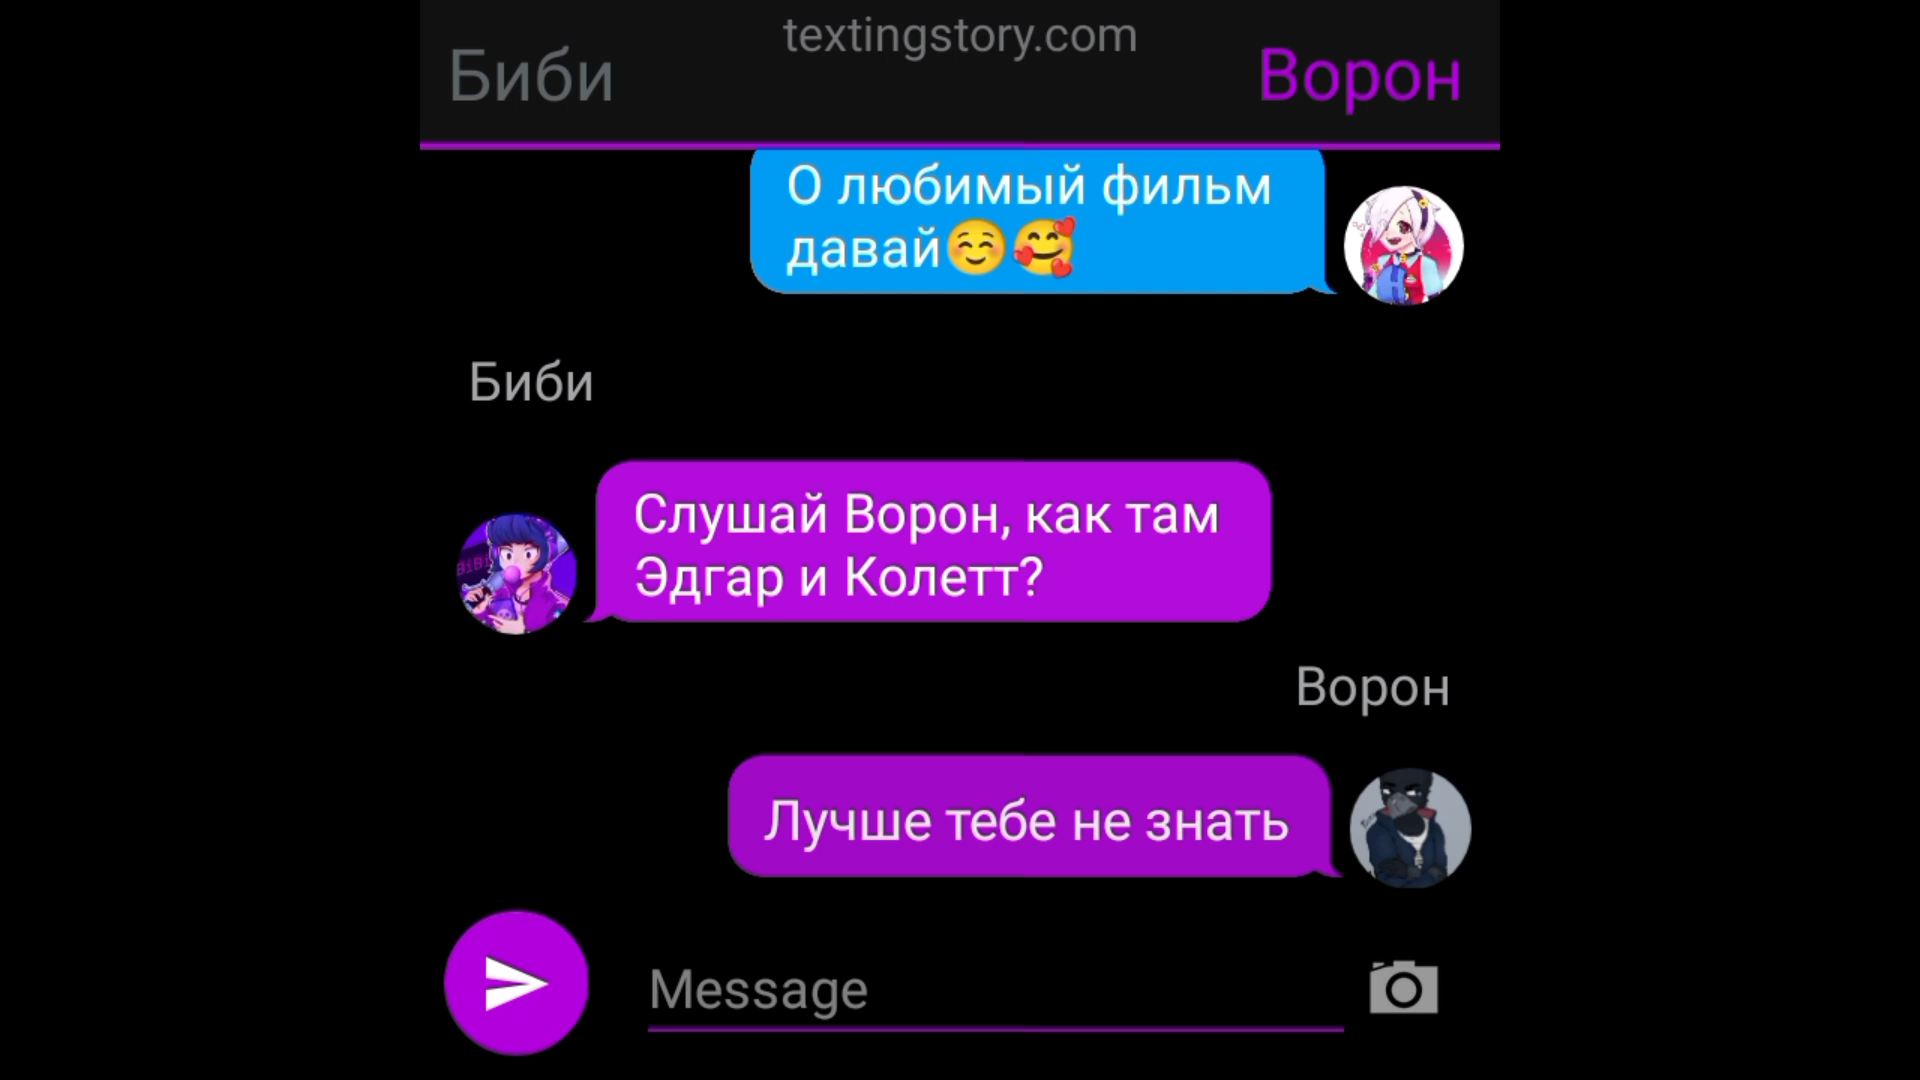 textingstory.com
Биби
Ворон
О любимый фильм
давай☺️🥰
Биби
Слушай Ворон, как там
Эдгар и Колетт?
BiBi
Ворон
Лучше тебе не знать
Message